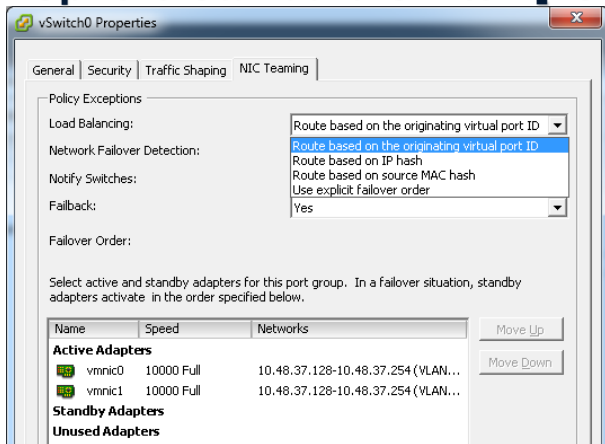 vSwitch0 Properties
General Security Traffic Shaping NIC Teaming
Policy Exceptions
Load Balancing: Route based on the originating virtual port ID
Network Failover Detection: Route based on the originating virtual port ID
Route based on IP hash
Notify Switches: Route based on source MAC hash
Use explicit failover order
Failback: Yes
Failover Order:
Select active and standby adapters for this port group. In a failover situation, standby
adapters activate in the order specified below.
Name Speed Networks Move Up
Active Adapters
Move Down
vmnic0 10000 Full 10.48.37.128-10.48.37.254 (VLAN...
vmnic1 10000 Full 10.48.37.128-10.48.37.254 (VLAN...
Standby Adapters
Unused Adapters